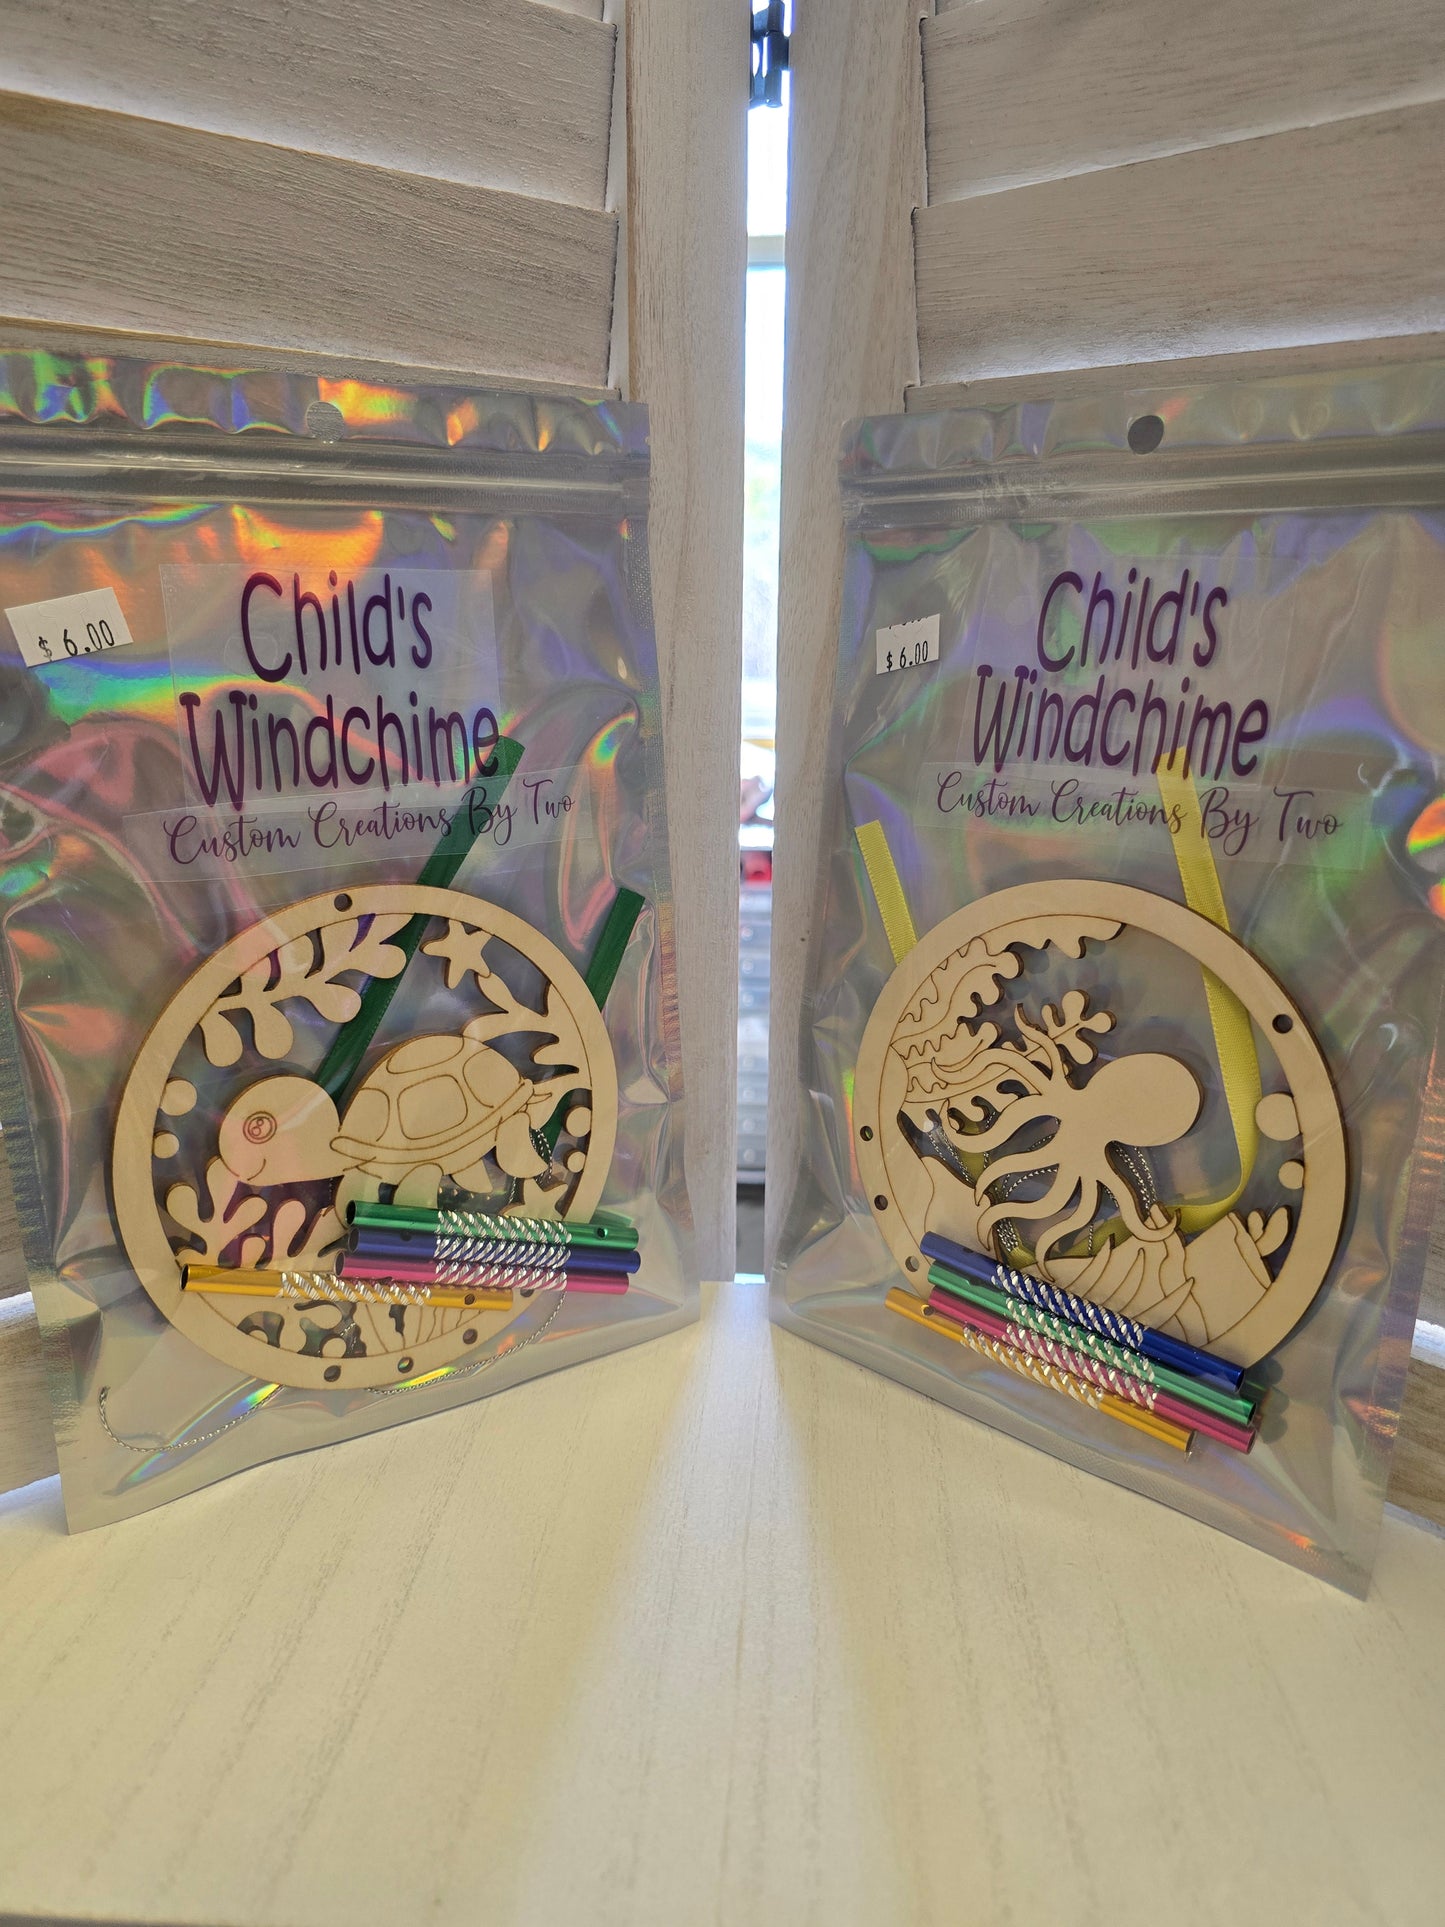 $ 6.00
Child's
Windchime
Custom Creations By Two
$ 6.00
Child's
Windchime
Custom Creations By Two